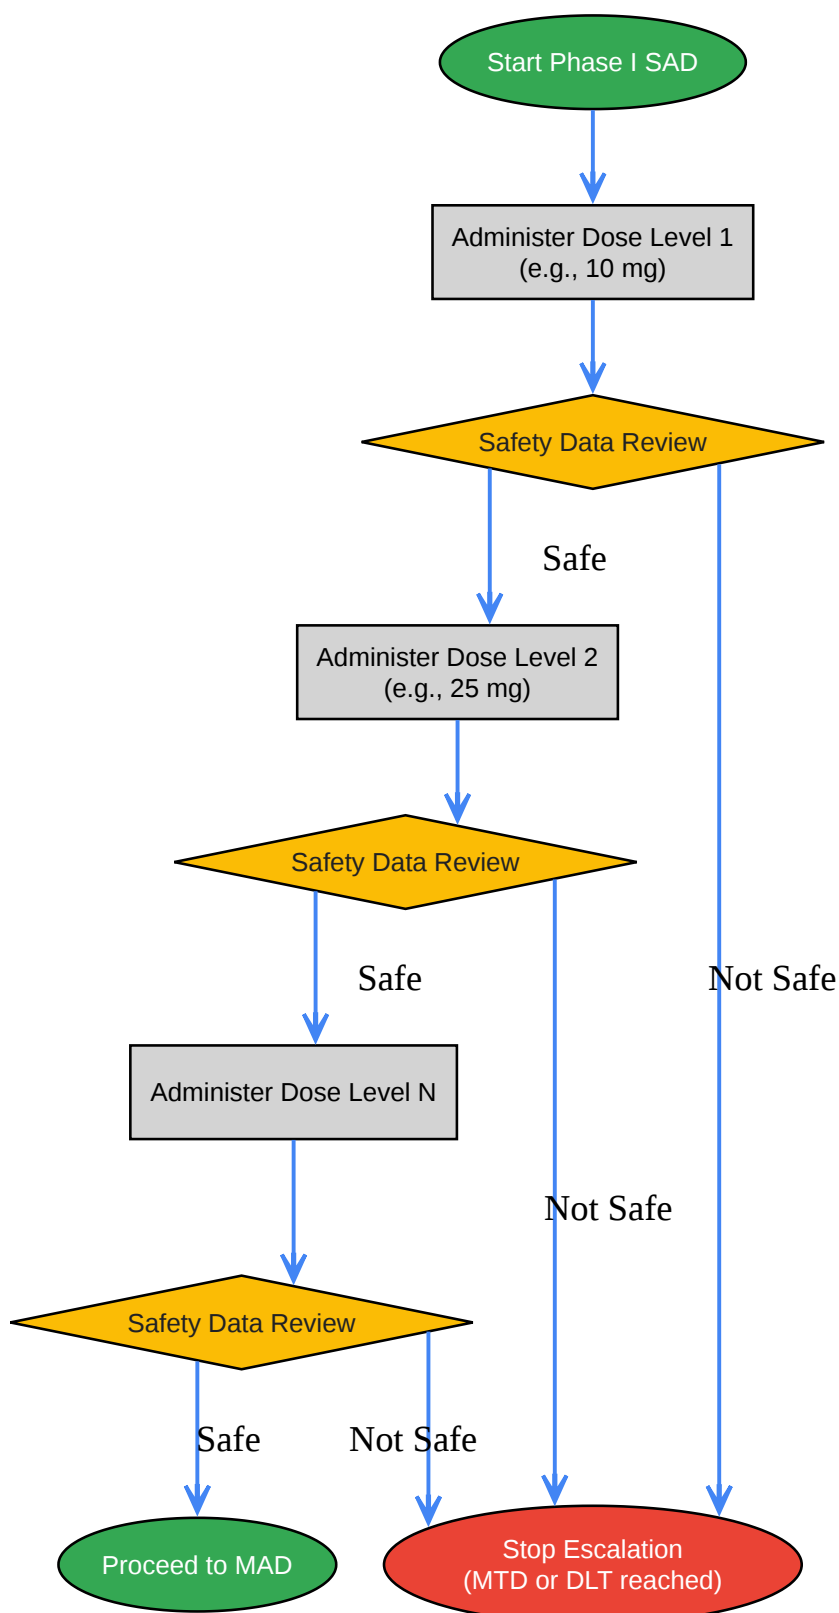 Start Phase I SAD
Administer Dose Level 1
(e.g., 10 mg)
Safety Data Review
Safe
Administer Dose Level 2
(e.g., 25 mg)
Safety Data Review
Safe
Not Safe
Administer Dose Level N
Not Safe
Safety Data Review
Safe
Not Safe
Proceed to MAD
Stop Escalation
(MTD or DLT reached)